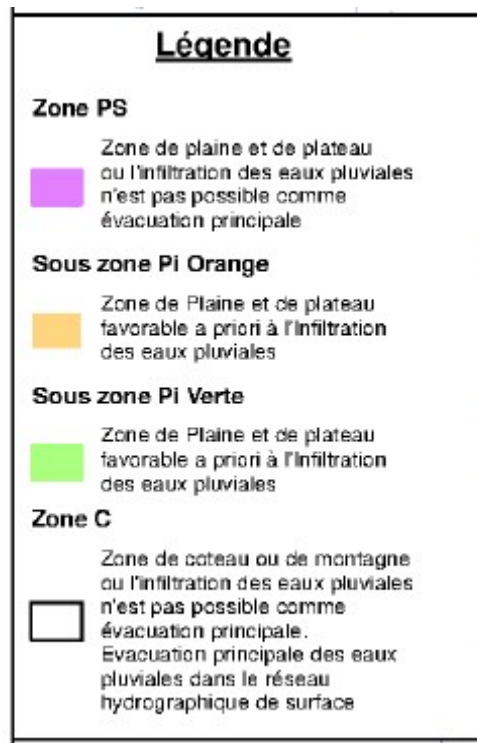 Légende
Zone PS
Zone de plaine et de plateau
ou l'infiltration des eaux pluviales
n'est pas possible comme
évacuation principale
Sous zone Pi Orange
Zone de Plaine et de plateau
favorable a priori à l'Infiltration
des eaux pluviales
Sous zone Pi Verte
Zone de Plaine et de plateau
favorable a priori à l'Infiltration
des eaux pluviales
Zone C
Zone de coteau ou de montagne
ou l'infiltration des eaux pluviales
n'est pas possible comme
évacuation principale.
Evacuation principale des eaux
pluviales dans le réseau
hydrographique de surface